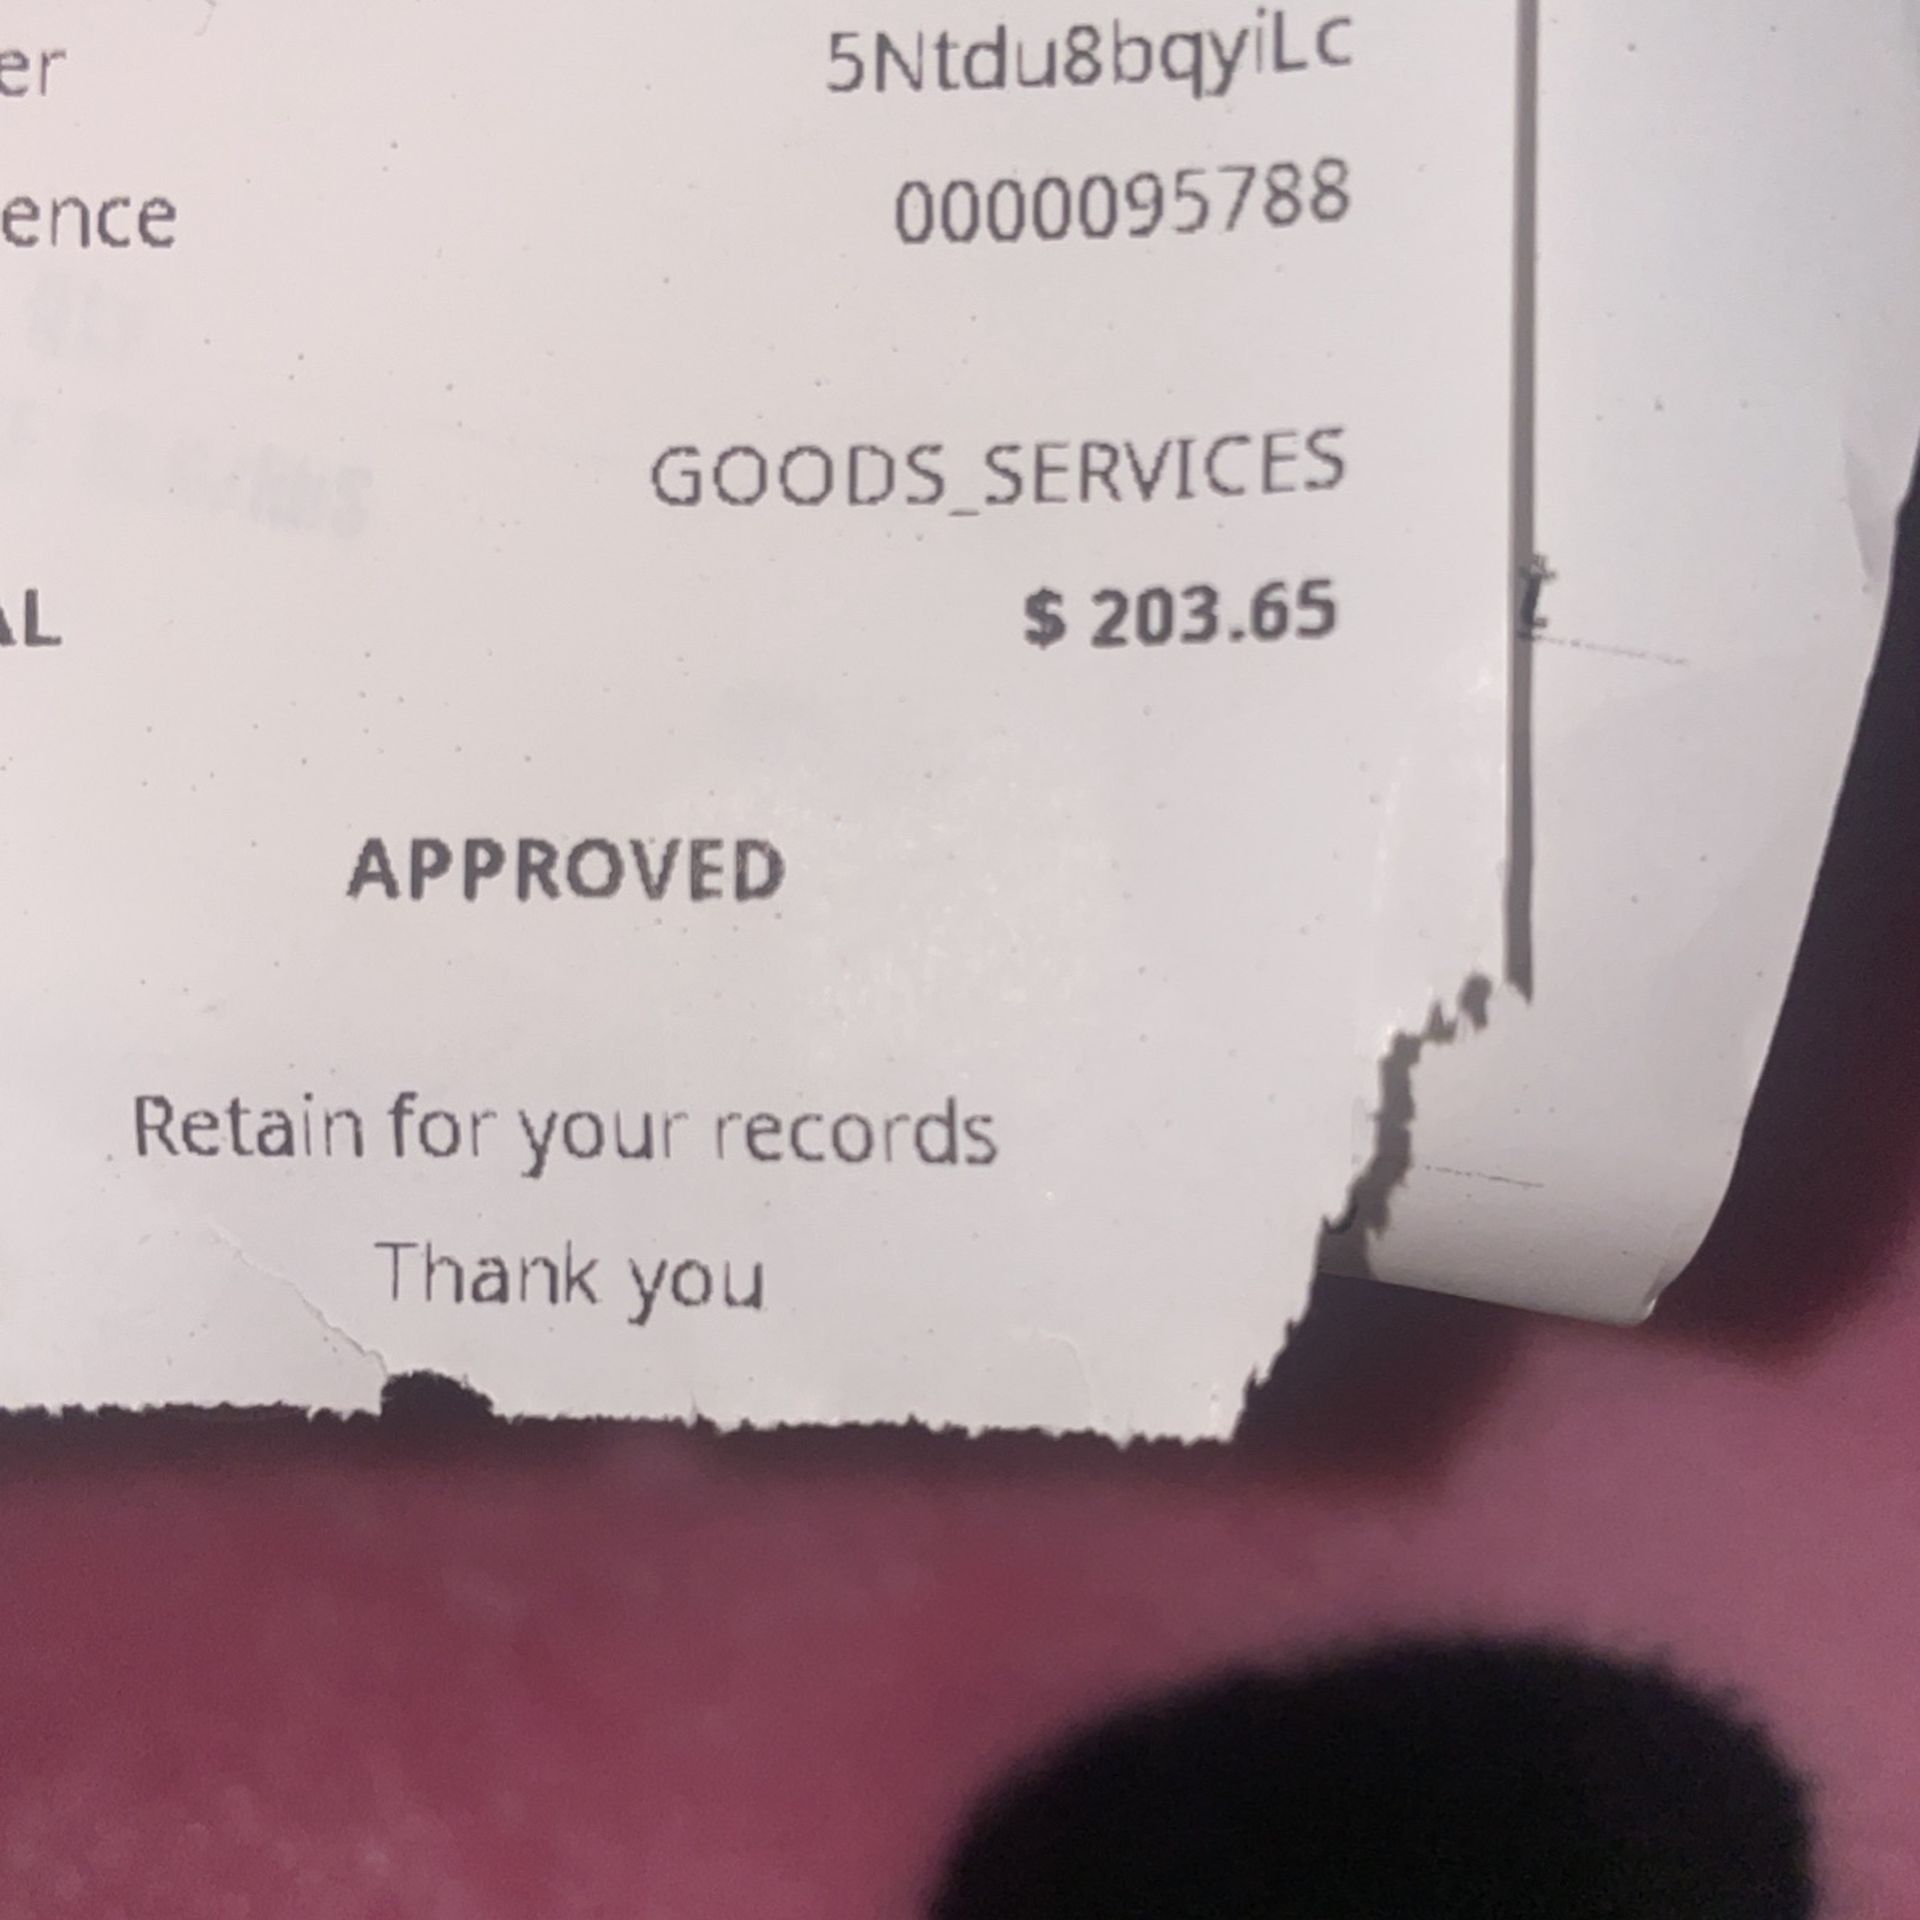 er 5Ntdu8bqyiLc
ence 0000095788
GOODS_SERVICES
AL $ 203.65
APPROVED
Retain for your records
Thank you